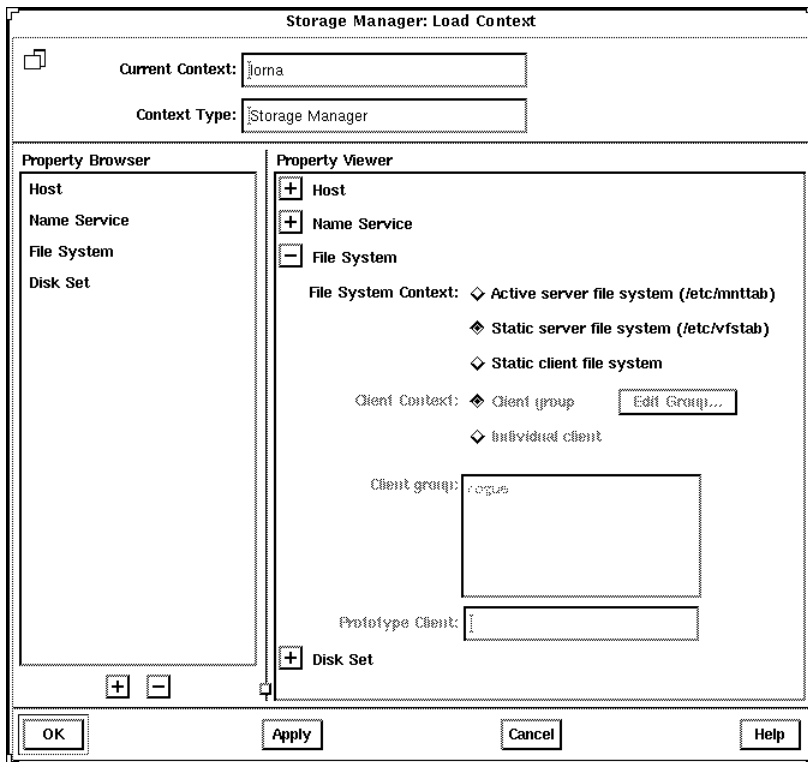 Storage Manager: Load Context
Current Context: lorna
Context Type: Storage Manager
Property Browser
Host
Name Service
File System
Disk Set
Property Viewer
Host
Name Service
File System
File System Context: Active server file system (/etc/mnttab)
Static server file system (/etc/vfstab)
Static client file system
Client Context: Client group Edit Group...
Individual client
Client group: rogue
Prototype Client:
Disk Set
OK Apply Cancel Help